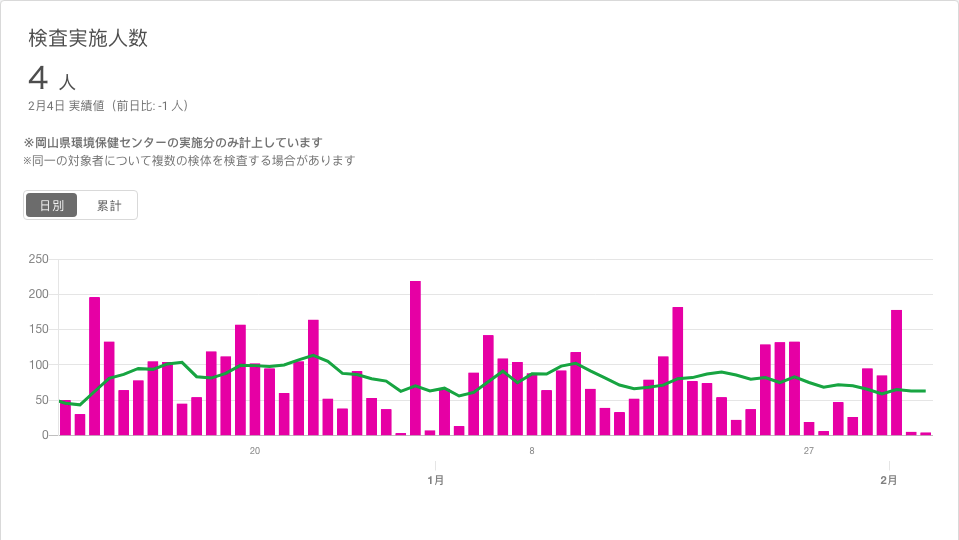 検査実施人数
4 人
2月4日 実績値（前日比: -1 人）
※岡山県環境保健センターの実施分のみ計上しています
※同一の対象者について複数の検体を検査する場合があります
日別 累計
250
200
150
100
50
0
20 8 27
1月 2月